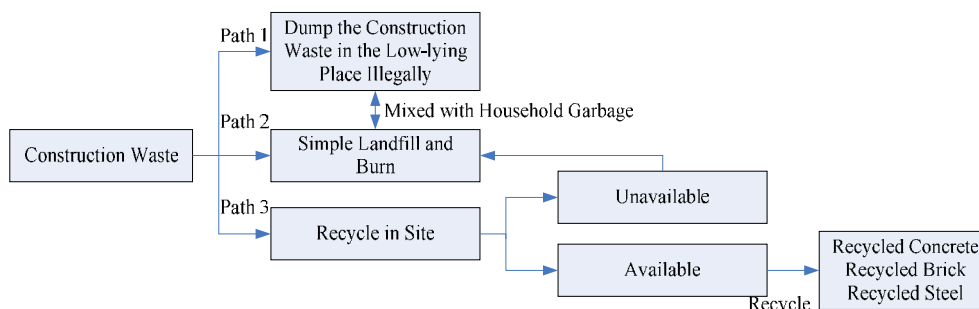 Path 1
Dump the Construction
Waste in the Low-lying
Place Illegally
Mixed with Household Garbage
Path 2
Construction Waste
Simple Landfill and
Burn
Unavailable
Path 3
Recycle in Site
Available
Recycle
Recycled Concrete
Recycled Brick
Recycled Steel